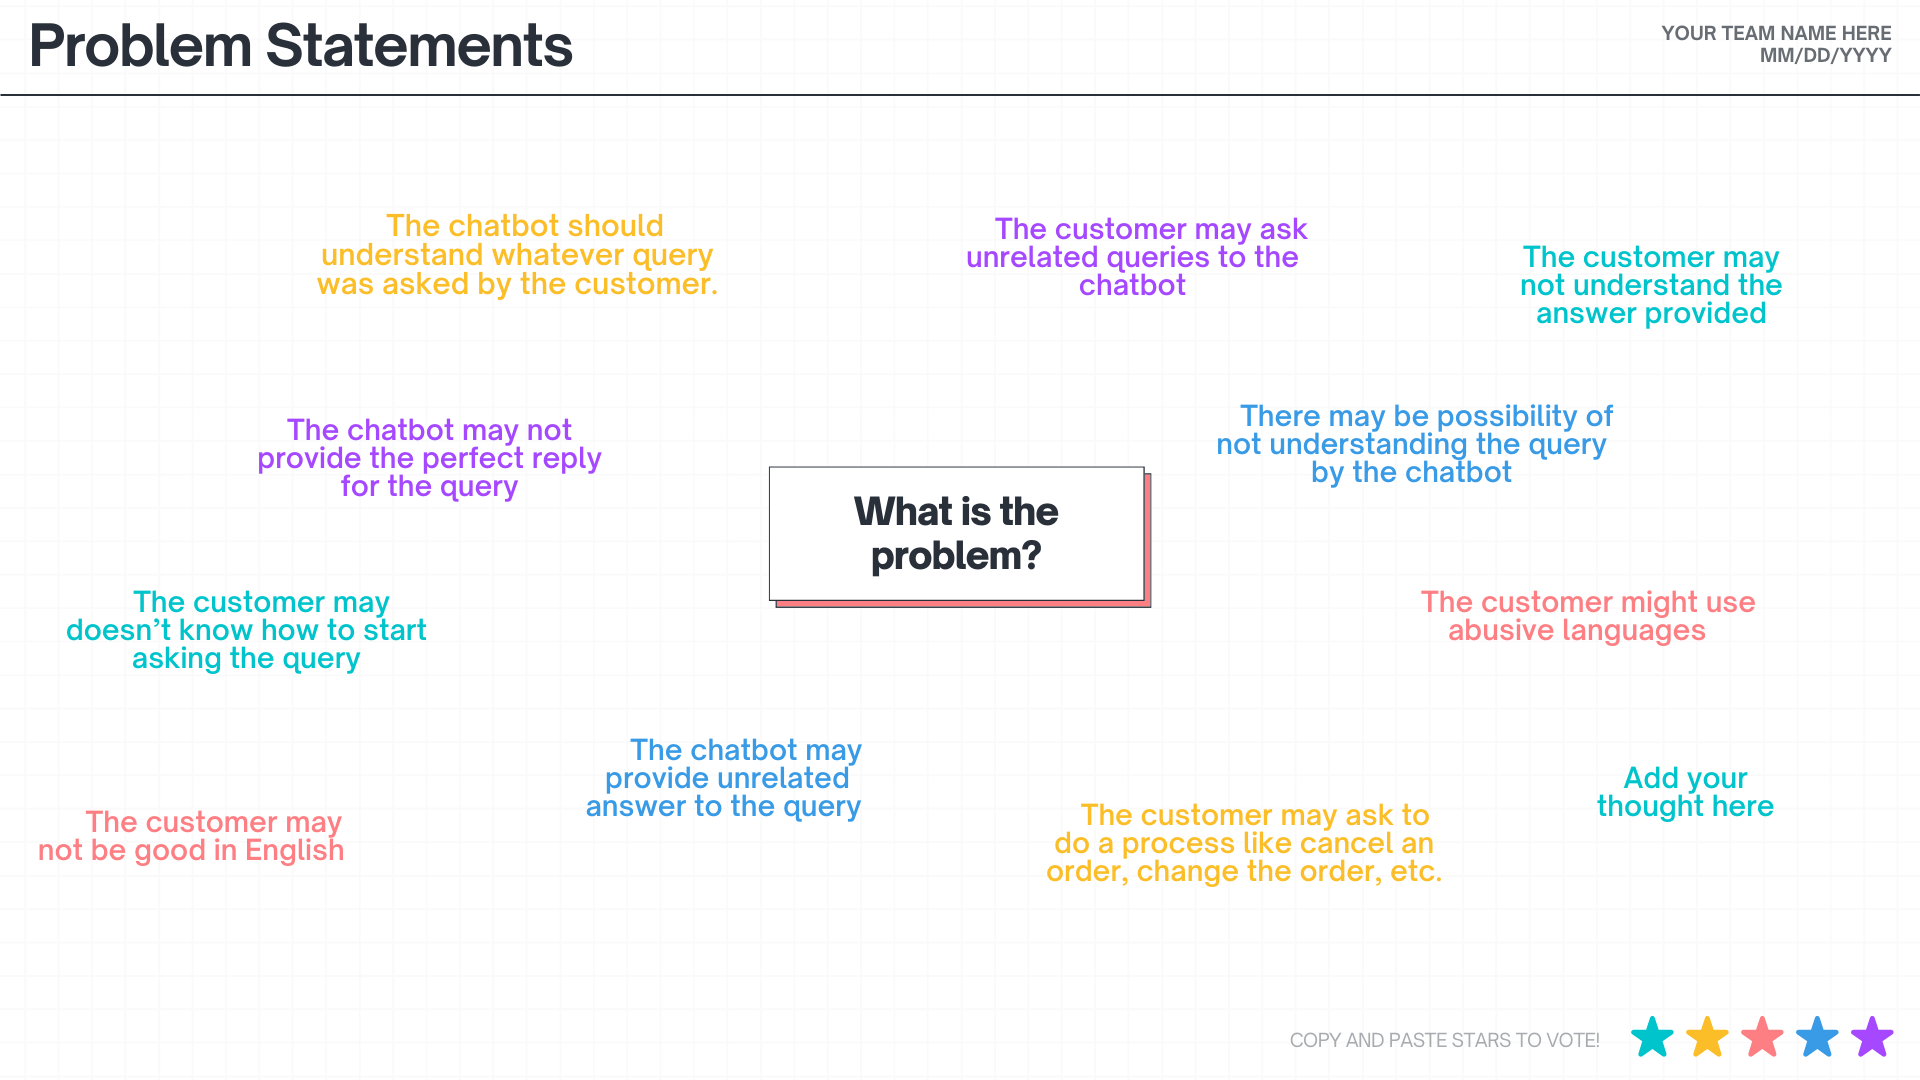 Problem Statements
YOUR TEAM NAME HERE
MM/DD/YYYY
The chatbot should
understand whatever query
was asked by the customer.
The customer may ask
unrelated queries to the
chatbot
The customer may
not understand the
answer provided
The chatbot may not
provide the perfect reply
for the query
There may be possibility of
not understanding the query
by the chatbot
What is the
problem?
The customer may
doesn’t know how to start
asking the query
The customer might use
abusive languages
The chatbot may
provide unrelated
answer to the query
The customer may
not be good in English
The customer may ask to
do a process like cancel an
order, change the order, etc.
Add your
thought here
COPY AND PASTE STARS TO VOTE!